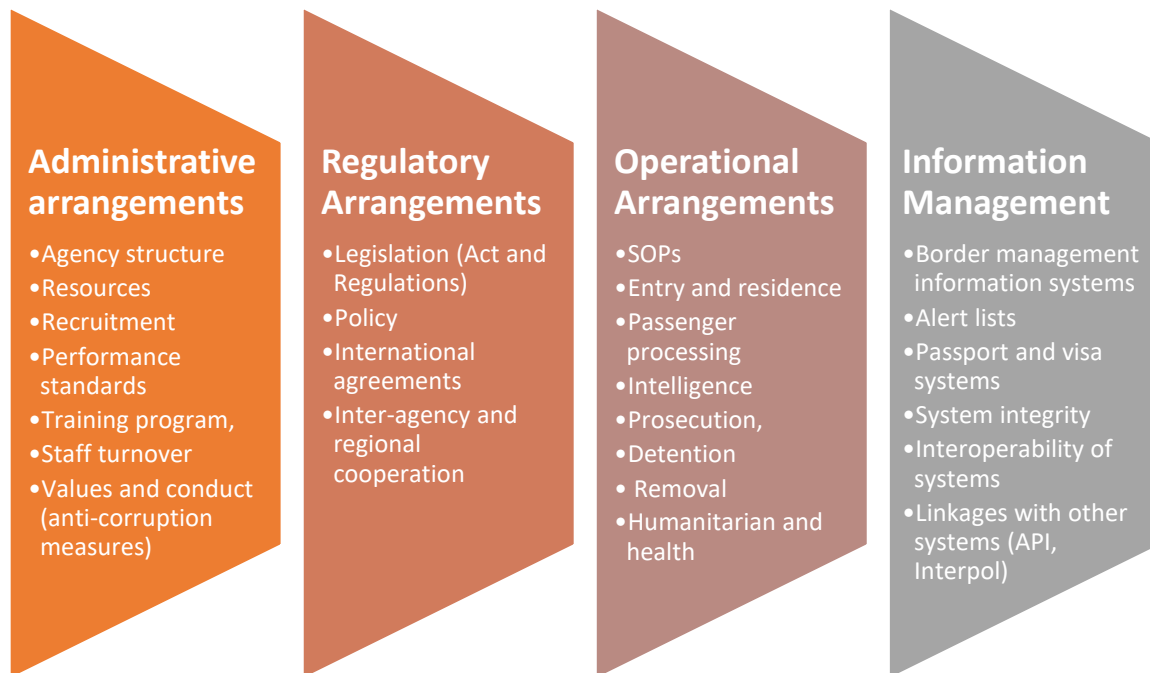 Administrative
arrangements
•Agency structure
•Resources
•Recruitment
•Performance
standards
•Training program,
•Staff turnover
•Values and conduct
(anti-corruption
measures)
Regulatory
Arrangements
•Legislation (Act and
Regulations)
•Policy
•International
agreements
•Inter-agency and
regional
cooperation
Operational
Arrangements
•SOPs
•Entry and residence
•Passenger
processing
•Intelligence
•Prosecution,
•Detention
• Removal
•Humanitarian and
health
Information
Management
•Border management
information systems
•Alert lists
•Passport and visa
systems
•System integrity
•Interoperability of
systems
•Linkages with other
systems (API,
Interpol)